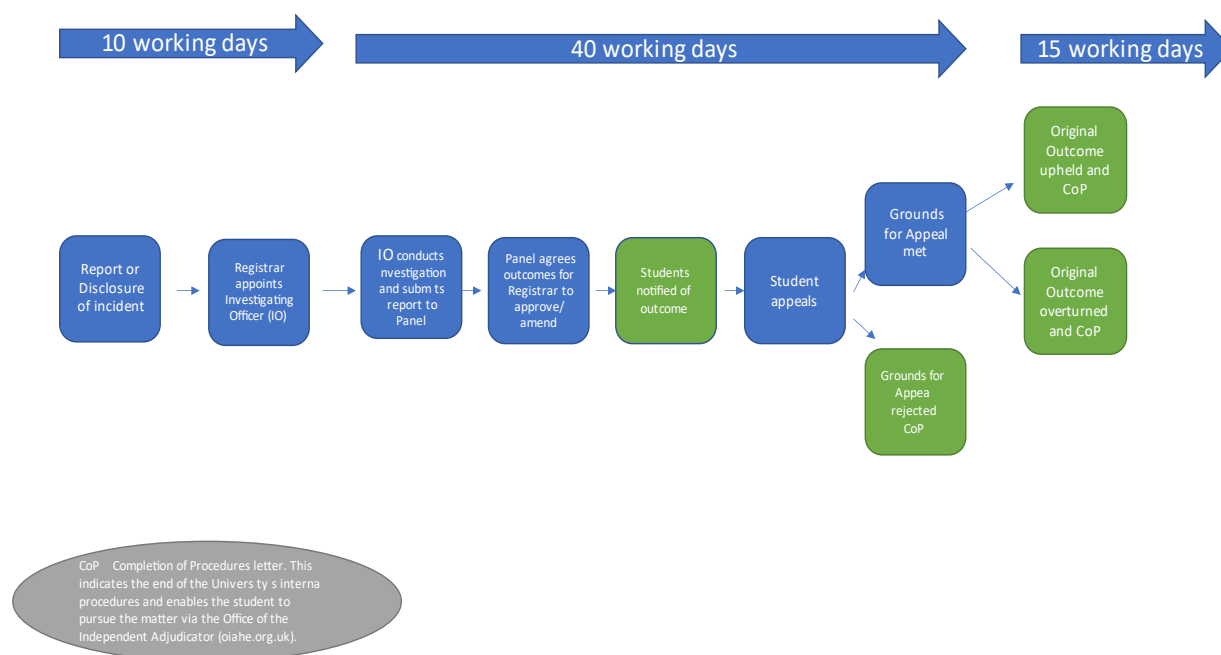 10 working days
40 working days
15 working days
Report or
Disclosure
of incident
Registrar
appoints
Investigating
Officer (IO)
IO conducts
nvestigation
and subm ts
report to
Panel
Panel agrees
outcomes for
Registrar to
approve/
amend
Students
notified of
outcome
Student
appeals
Grounds
for Appeal
met
Grounds for
Appea
rejected
CoP
Original
Outcome
upheld and
CoP
Original
Outcome
overturned
and CoP
CoP Completion of Procedures letter. This
indicates the end of the Univers ty s interna
procedures and enables the student to
pursue the matter via the Office of the
Independent Adjudicator (oiahe.org.uk).